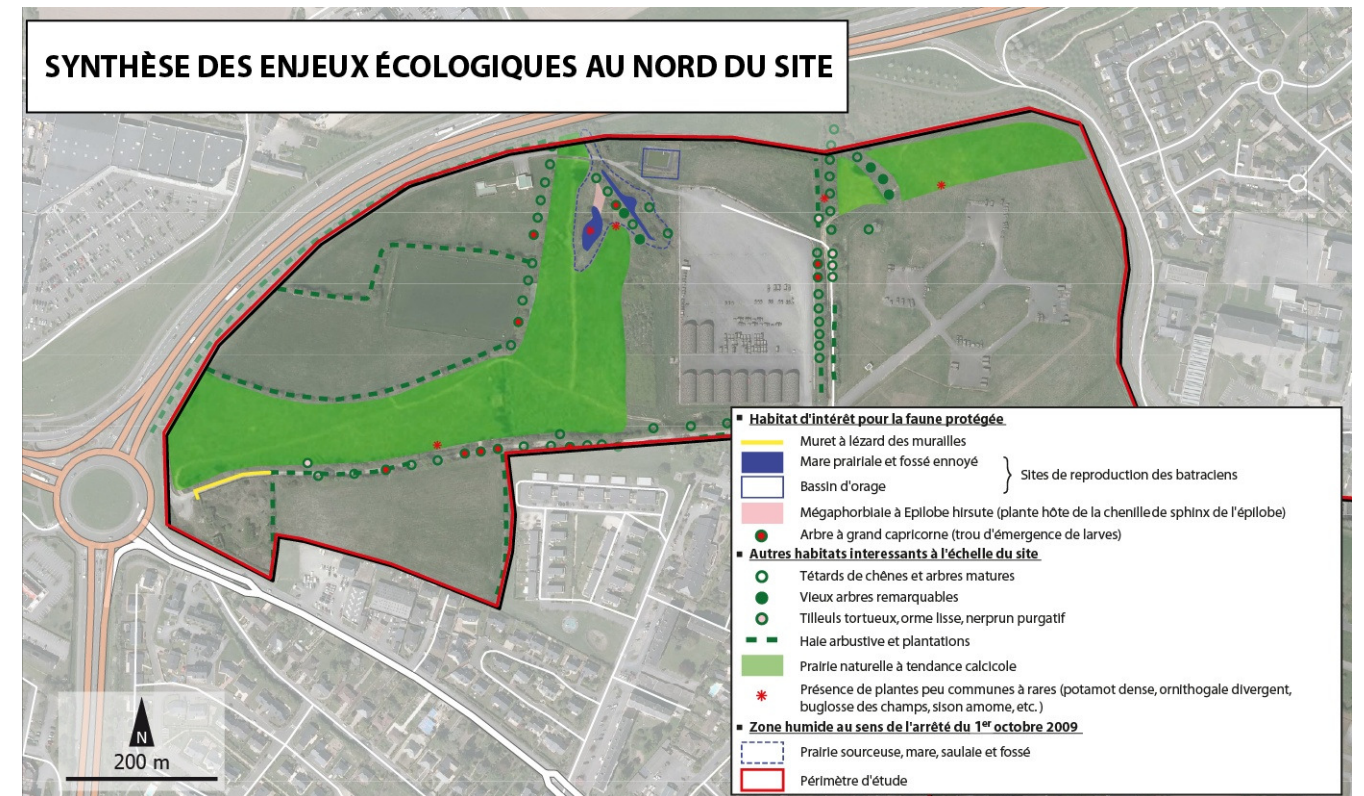 SYNTHÈSE DES ENJEUX ÉCOLOGIQUES AU NORD DU SITE
■ Habitat d'intérêt pour la faune protégée
Muret à lézard des murailles
Mare prairiale et fossé ennoyé
Sites de reproduction des batraciens
Bassin d'orage
Mégaphorbiaie à Epilobe hirsute (plante hôte de la chenille de sphinx de l'épilobe)
Arbre à grand capricorne (trou d'émergence de larves)
■ Autres habitats interessants à l'échelle du site
Tétards de chênes et arbres matures
Vieux arbres remarquables
Tilleuls tortueux, orme lisse, nerprun purgatif
Haie arbustive et plantations
Prairie naturelle à tendance calcicole
Présence de plantes peu communes à rares (potamot dense, ornithogale divergent,
buglosse des champs, sison amome, etc. )
■ Zone humide au sens de l'arrêté du 1er octobre 2009
Prairie sourceuse, mare, saulaie et fossé
Périmètre d'étude
N
200 m